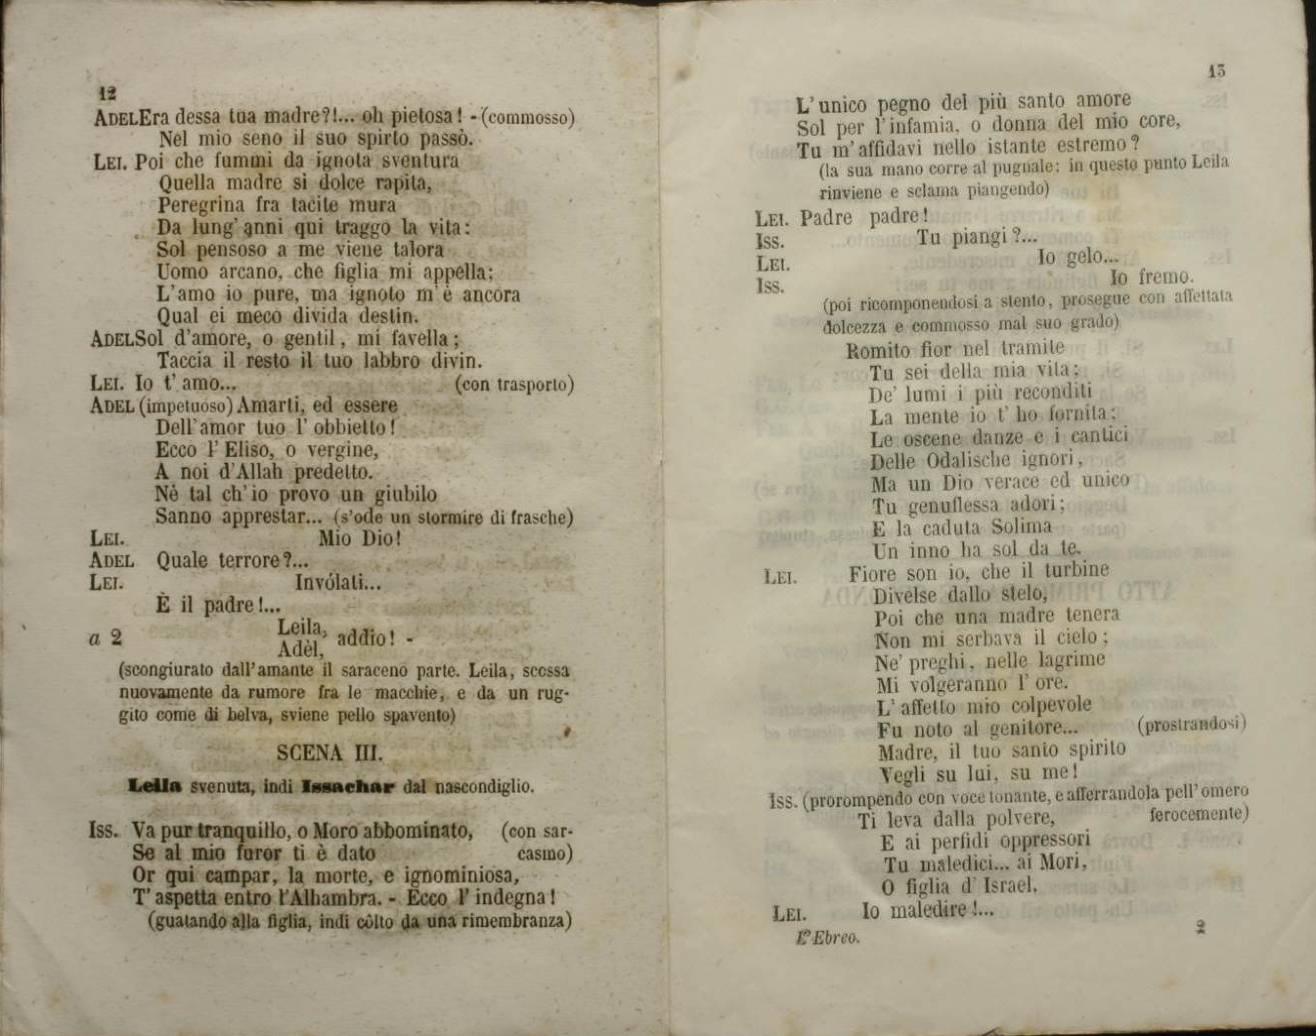 12
ADEL Era dessa tua madre?!... oh pietosa! - (commosso)
Nel mio seno il suo spirto passò.
LEI. Poi che fummi da ignota sventura
Quella madre si dolce rapita,
Peregrina fra tacite mura
Da lung' anni qui traggo la vita:
Sol pensoso a me viene talora
Uomo arcano, che figlia mi appella;
L'amo io pure, ma ignoto m'è ancora
Qual ei meco divida destin.
ADEL Sol d'amore, o gentil, mi favella;
Taccia il resto il tuo labbro divin.
LEI. Io t' amo... (con trasporto)
ADEL (impetuoso) Amarti, ed essere
Dell'amor tuo l' obbietto!
Ecco l' Eliso, o vergine,
A noi d'Allah predetto.
Nè tal ch' io provo un giubilo
Sanno apprestar... (s'ode un stormire di frasche)
LEI. Mio Dio!
ADEL Quale terrore?...
LEI. Invólati...
È il padre!...
a 2 Leila, addio! -
Adèl,
(scongiurato dall'amante il saraceno parte. Leila, scossa
nuovamente da rumore fra le macchie, e da un rug-
gito come di belva, sviene pello spavento)
SCENA III.
Leila svenuta, indi Issachar dal nascondiglio.
ISS. Va pur tranquillo, o Moro abbominato, (con sar-
Se al mio furor ti è dato casmo)
Or qui campar, la morte, e ignominiosa,
T' aspetta entro l'Alhambra. - Ecco l' indegna!
(guatando alla figlia, indi côlto da una rimembranza)
13
L' unico pegno del più santo amore
Sol per l'infamia, o donna del mio core,
Tu m'affidavi nello istante estremo?
(la sua mano corre al pugnale; in questo punto Leila
rinviene e sclama piangendo)
LEI. Padre padre!
ISS. Tu piangi?...
LEI. Io gelo...
ISS. Io fremo.
(poi ricomponendosi a stento, prosegue con affettata
dolcezza e commosso mal suo grado)
Romito fior nel tramite
Tu sei della mia vita;
De' lumi i più reconditi
La mente io t' ho fornita;
Le oscene danze e i cantici
Delle Odalische ignori,
Ma un Dio verace ed unico
Tu genuflessa adori;
E la caduta Solima
Un inno ha sol da te.
LEI. Fiore son io, che il turbine
Divelse dallo stelo,
Poi che una madre tenera
Non mi serbava il cielo;
Ne' preghi, nelle lagrime
Mi volgeranno l' ore.
L' affetto mio colpevole
Fu noto al genitore... (prostrandosi)
Madre, il tuo santo spirito
Vegli su lui, su me!
ISS. (prorompendo con voce tonante, e afferrandola pell' omero
Ti leva dalla polvere, ferocemente)
E ai perfidi oppressori
Tu maledici... ai Mori,
O figlia d' Israel.
LEI. Io maledire!...
L'Ebreo. 2